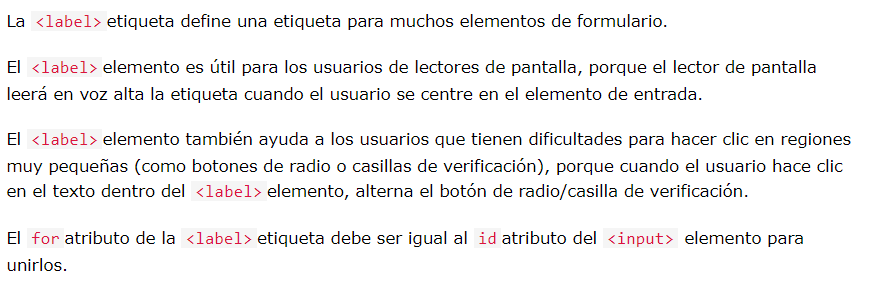 La <label> etiqueta define una etiqueta para muchos elementos de formulario.
El <label> elemento es útil para los usuarios de lectores de pantalla, porque el lector de pantalla
leerá en voz alta la etiqueta cuando el usuario se centre en el elemento de entrada.
El <label> elemento también ayuda a los usuarios que tienen dificultades para hacer clic en regiones
muy pequeñas (como botones de radio o casillas de verificación), porque cuando el usuario hace clic
en el texto dentro del <label> elemento, alterna el botón de radio/casilla de verificación.
El for atributo de la <label> etiqueta debe ser igual al id atributo del <input> elemento para
unirlos.